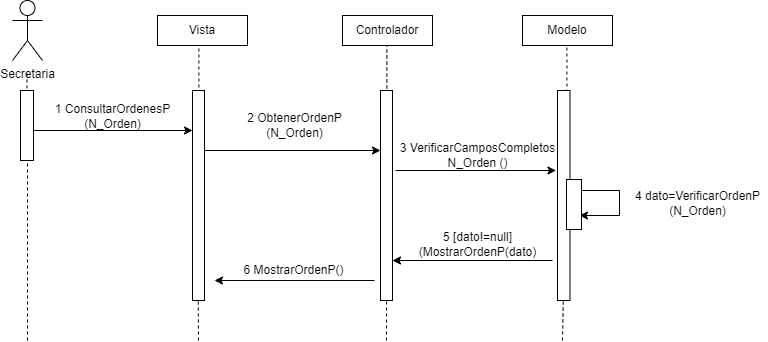 Vista
Controlador
Modelo
Secretaria
1 ConsultarOrdenesP
(N_Orden)
2 ObtenerOrdenP
(N_Orden)
3 VerificarCamposCompletos
N_Orden ()
4 dato=VerificarOrdenP
(N_Orden)
5 [dato!=null]
(MostrarOrdenP(dato)
6 MostrarOrdenP()